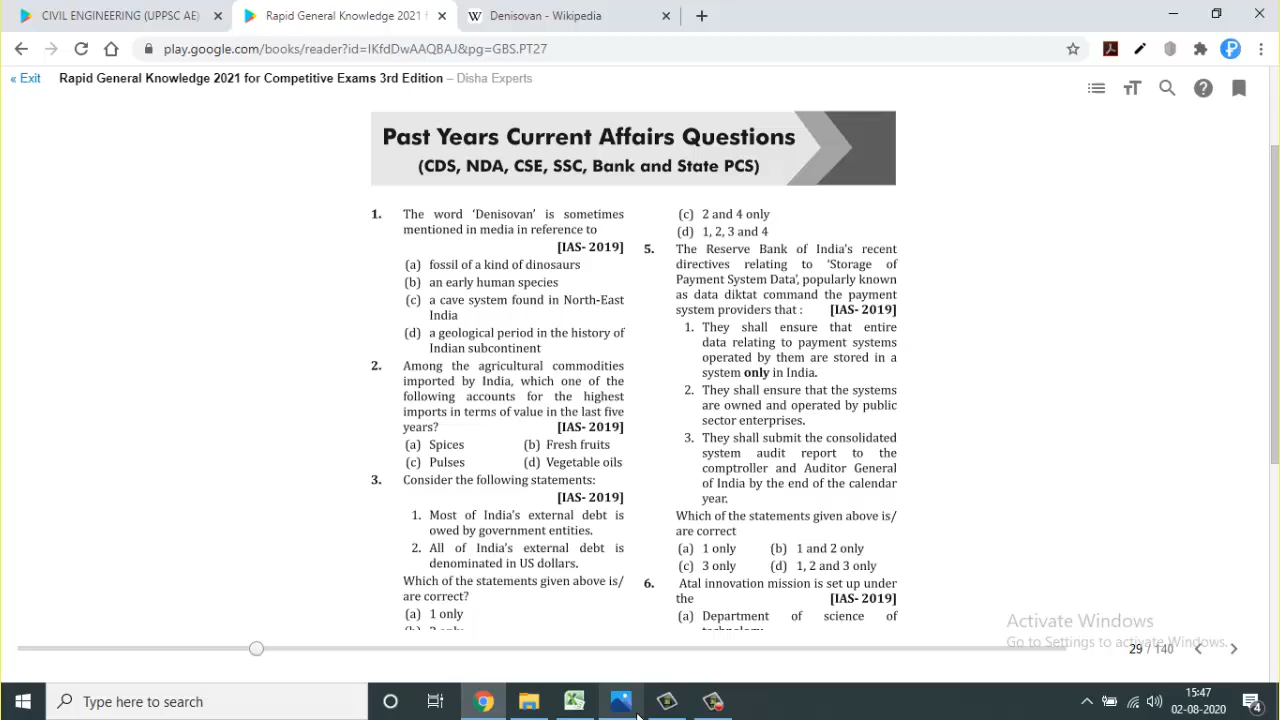 CIVIL ENGINEERING (UPPSC AE)
Rapid General Knowledge 2021 f
Denisovan - Wikipedia
play.google.com/books/reader?id=IKfdDwAAQBAJ&pg=GBS.PT27
« Exit Rapid General Knowledge 2021 for Competitive Exams 3rd Edition – Disha Experts
Past Years Current Affairs Questions
(CDS, NDA, CSE, SSC, Bank and State PCS)
1. The word ‘Denisovan’ is sometimes
mentioned in media in reference to
[IAS- 2019]
(a) fossil of a kind of dinosaurs
(b) an early human species
(c) a cave system found in North-East
India
(d) a geological period in the history of
Indian subcontinent
2. Among the agricultural commodities
imported by India, which one of the
following accounts for the highest
imports in terms of value in the last five
years? [IAS- 2019]
(a) Spices (b) Fresh fruits
(c) Pulses (d) Vegetable oils
3. Consider the following statements:
[IAS- 2019]
1. Most of India’s external debt is
owed by government entities.
2. All of India’s external debt is
denominated in US dollars.
Which of the statements given above is/
are correct?
(a) 1 only
(c) 2 and 4 only
(d) 1, 2, 3 and 4
5. The Reserve Bank of India’s recent
directives relating to ‘Storage of
Payment System Data’, popularly known
as data diktat command the payment
system providers that : [IAS- 2019]
1. They shall ensure that entire
data relating to payment systems
operated by them are stored in a
system only in India.
2. They shall ensure that the systems
are owned and operated by public
sector enterprises.
3. They shall submit the consolidated
system audit report to the
comptroller and Auditor General
of India by the end of the calendar
year.
Which of the statements given above is/
are correct
(a) 1 only (b) 1 and 2 only
(c) 3 only (d) 1, 2 and 3 only
6. Atal innovation mission is set up under
the [IAS- 2019]
(a) Department of science of
Activate Windows
Go to Settings to activate Windows.
29 / 140
Type here to search
15:47
02-08-2020
4